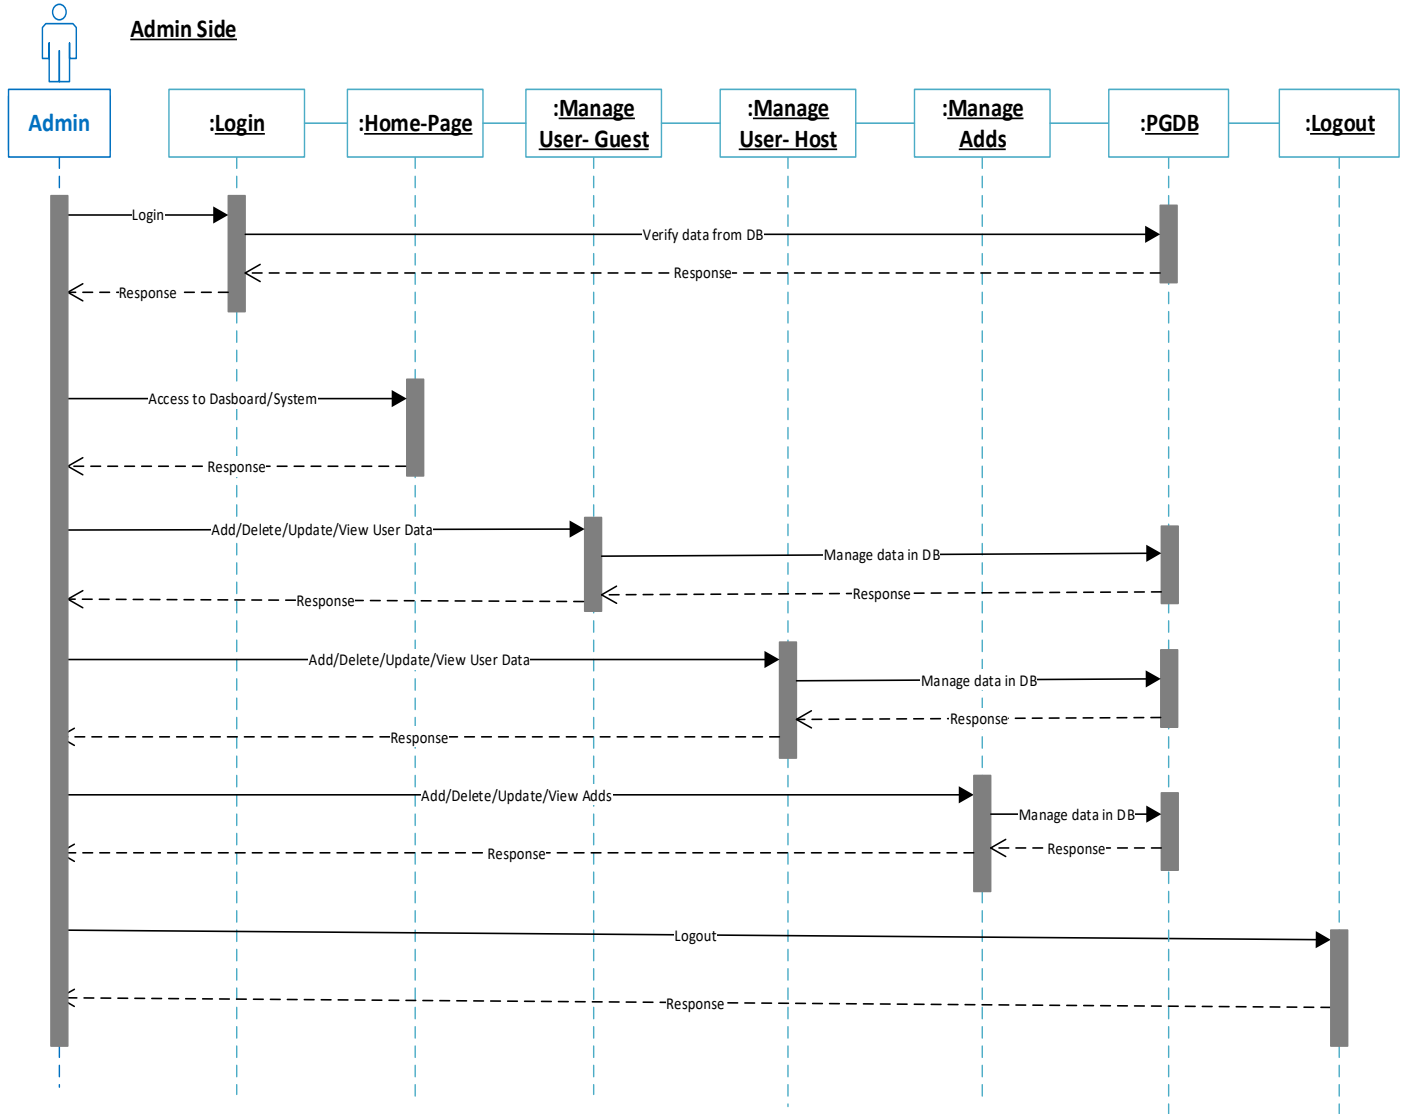 Admin Side
Admin
:Login
:Home-Page
:Manage
User- Guest
:Manage
User- Host
:Manage
Adds
:PGDB
:Logout
Login
Verify data from DB
Response
Response
Access to Dasboard/System
Response
Add/Delete/Update/View User Data
Manage data in DB
Response
Response
Add/Delete/Update/View User Data
Manage data in DB
Response
Response
Add/Delete/Update/View Adds
Manage data in DB
Response
Response
Logout
Response